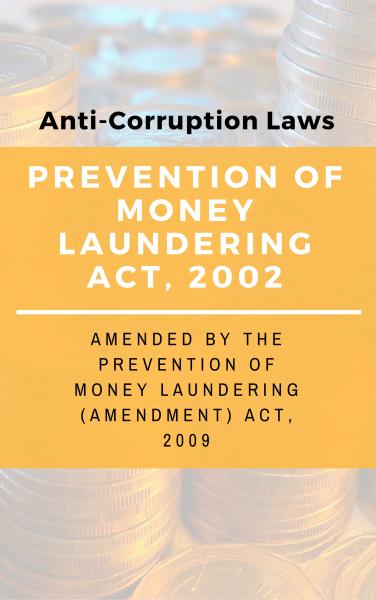 Anti-Corruption Laws
PREVENTION OF
MONEY
LAUNDERING
ACT, 2002
AMENDED BY THE
PREVENTION OF
MONEY LAUNDERING
(AMENDMENT) ACT,
2009